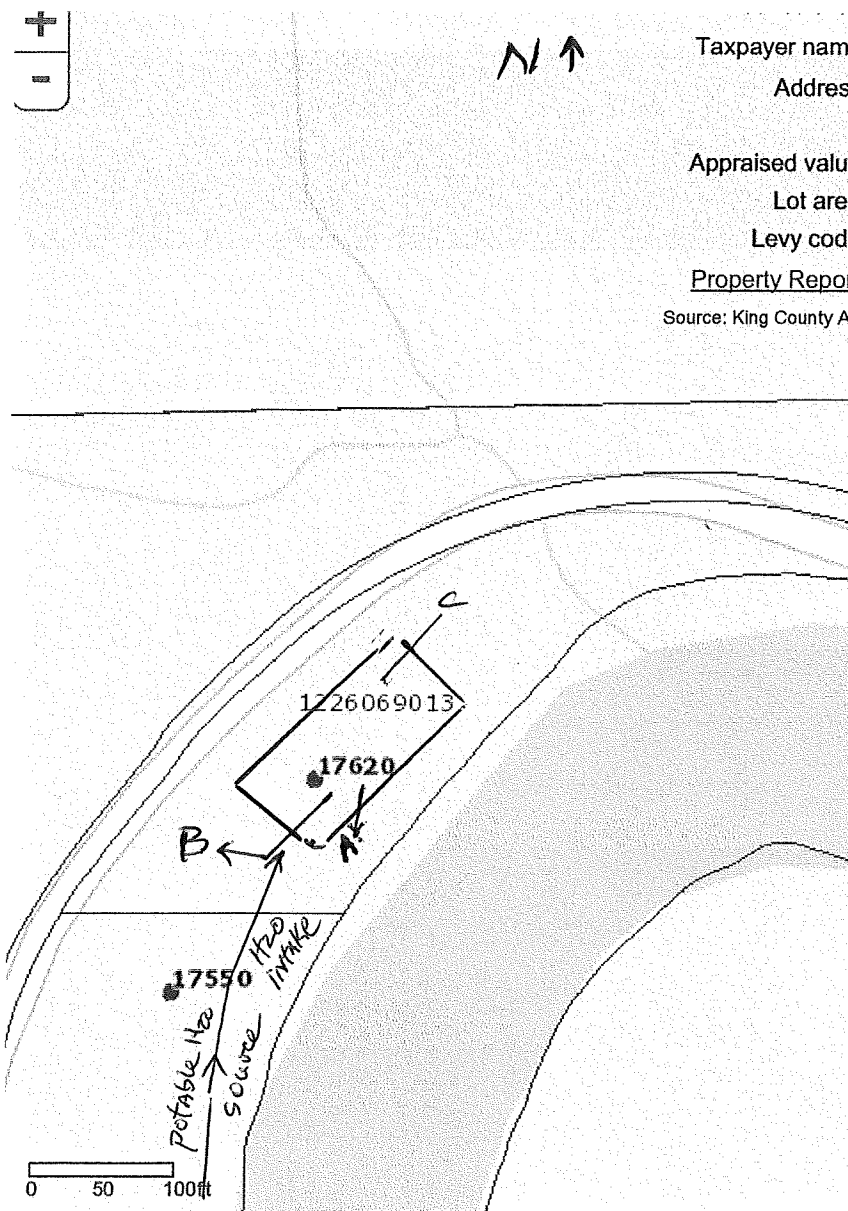 +
-
N
Taxpayer nam
Addres
Appraised valu
Lot are
Levy cod
Property Repor
Source: King County A
C
1226069013
17620
B
A
H2O
INTAKE
17550
Potable H2O
source
0 50 100ft